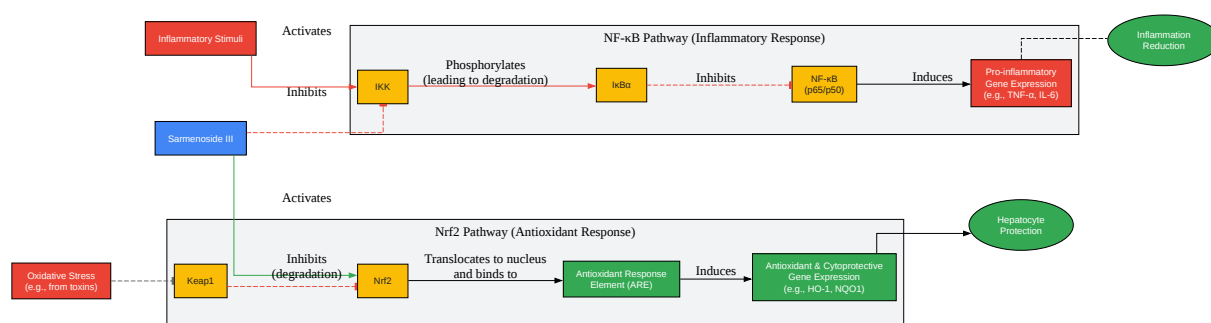 Activates
Inflammatory Stimuli
NF-κB Pathway (Inflammatory Response)
Inflammation
Reduction
Inhibits
IKK
Phosphorylates
(leading to degradation)
IκBα
Inhibits
NF-κB
(p65/p50)
Induces
Pro-inflammatory
Gene Expression
(e.g., TNF-α, IL-6)
Sarmenoside III
Activates
Nrf2 Pathway (Antioxidant Response)
Hepatocyte
Protection
Oxidative Stress
(e.g., from toxins)
Keap1
Inhibits
(degradation)
Nrf2
Translocates to nucleus
and binds to
Antioxidant Response
Element (ARE)
Induces
Antioxidant & Cytoprotective
Gene Expression
(e.g., HO-1, NQO1)